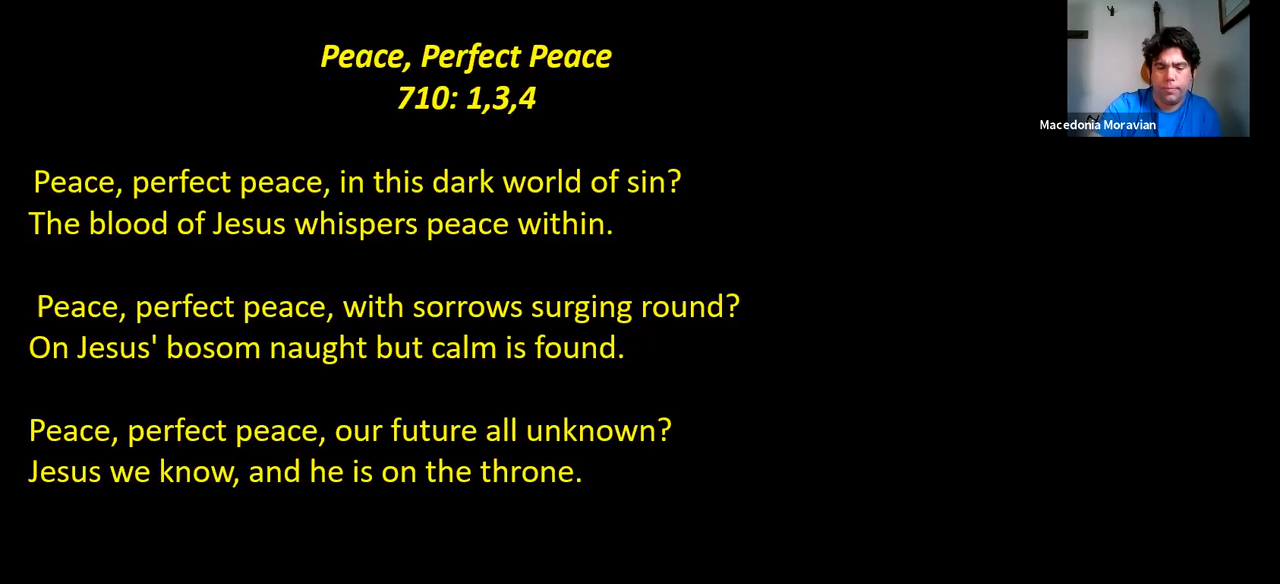 Peace, Perfect Peace
710: 1,3,4
Macedonia Moravian
Peace, perfect peace, in this dark world of sin?
The blood of Jesus whispers peace within.
Peace, perfect peace, with sorrows surging round?
On Jesus' bosom naught but calm is found.
Peace, perfect peace, our future all unknown?
Jesus we know, and he is on the throne.